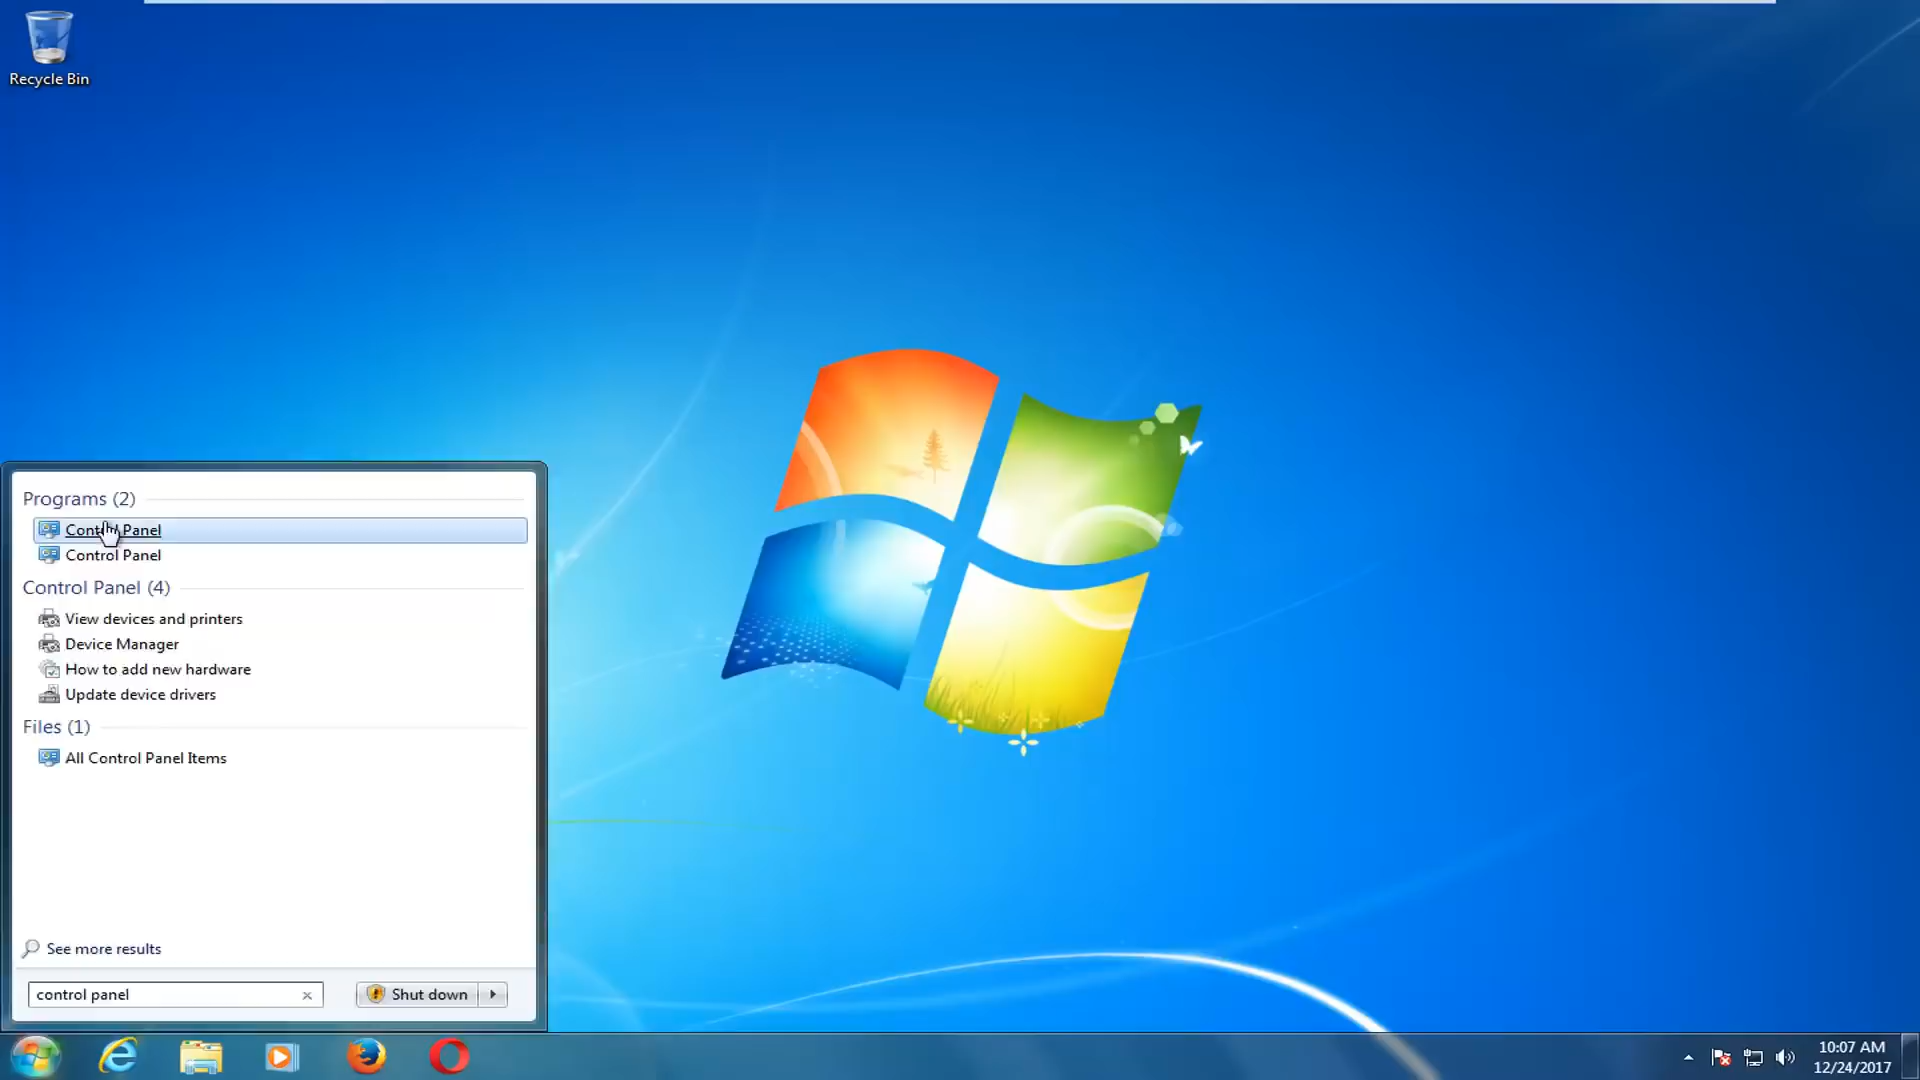 Recycle Bin
Programs (2)
Control Panel
Control Panel
Control Panel (4)
View devices and printers
Device Manager
How to add new hardware
Update device drivers
Files (1)
All Control Panel Items
See more results
control panel
Shut down
10:07 AM
12/24/2017